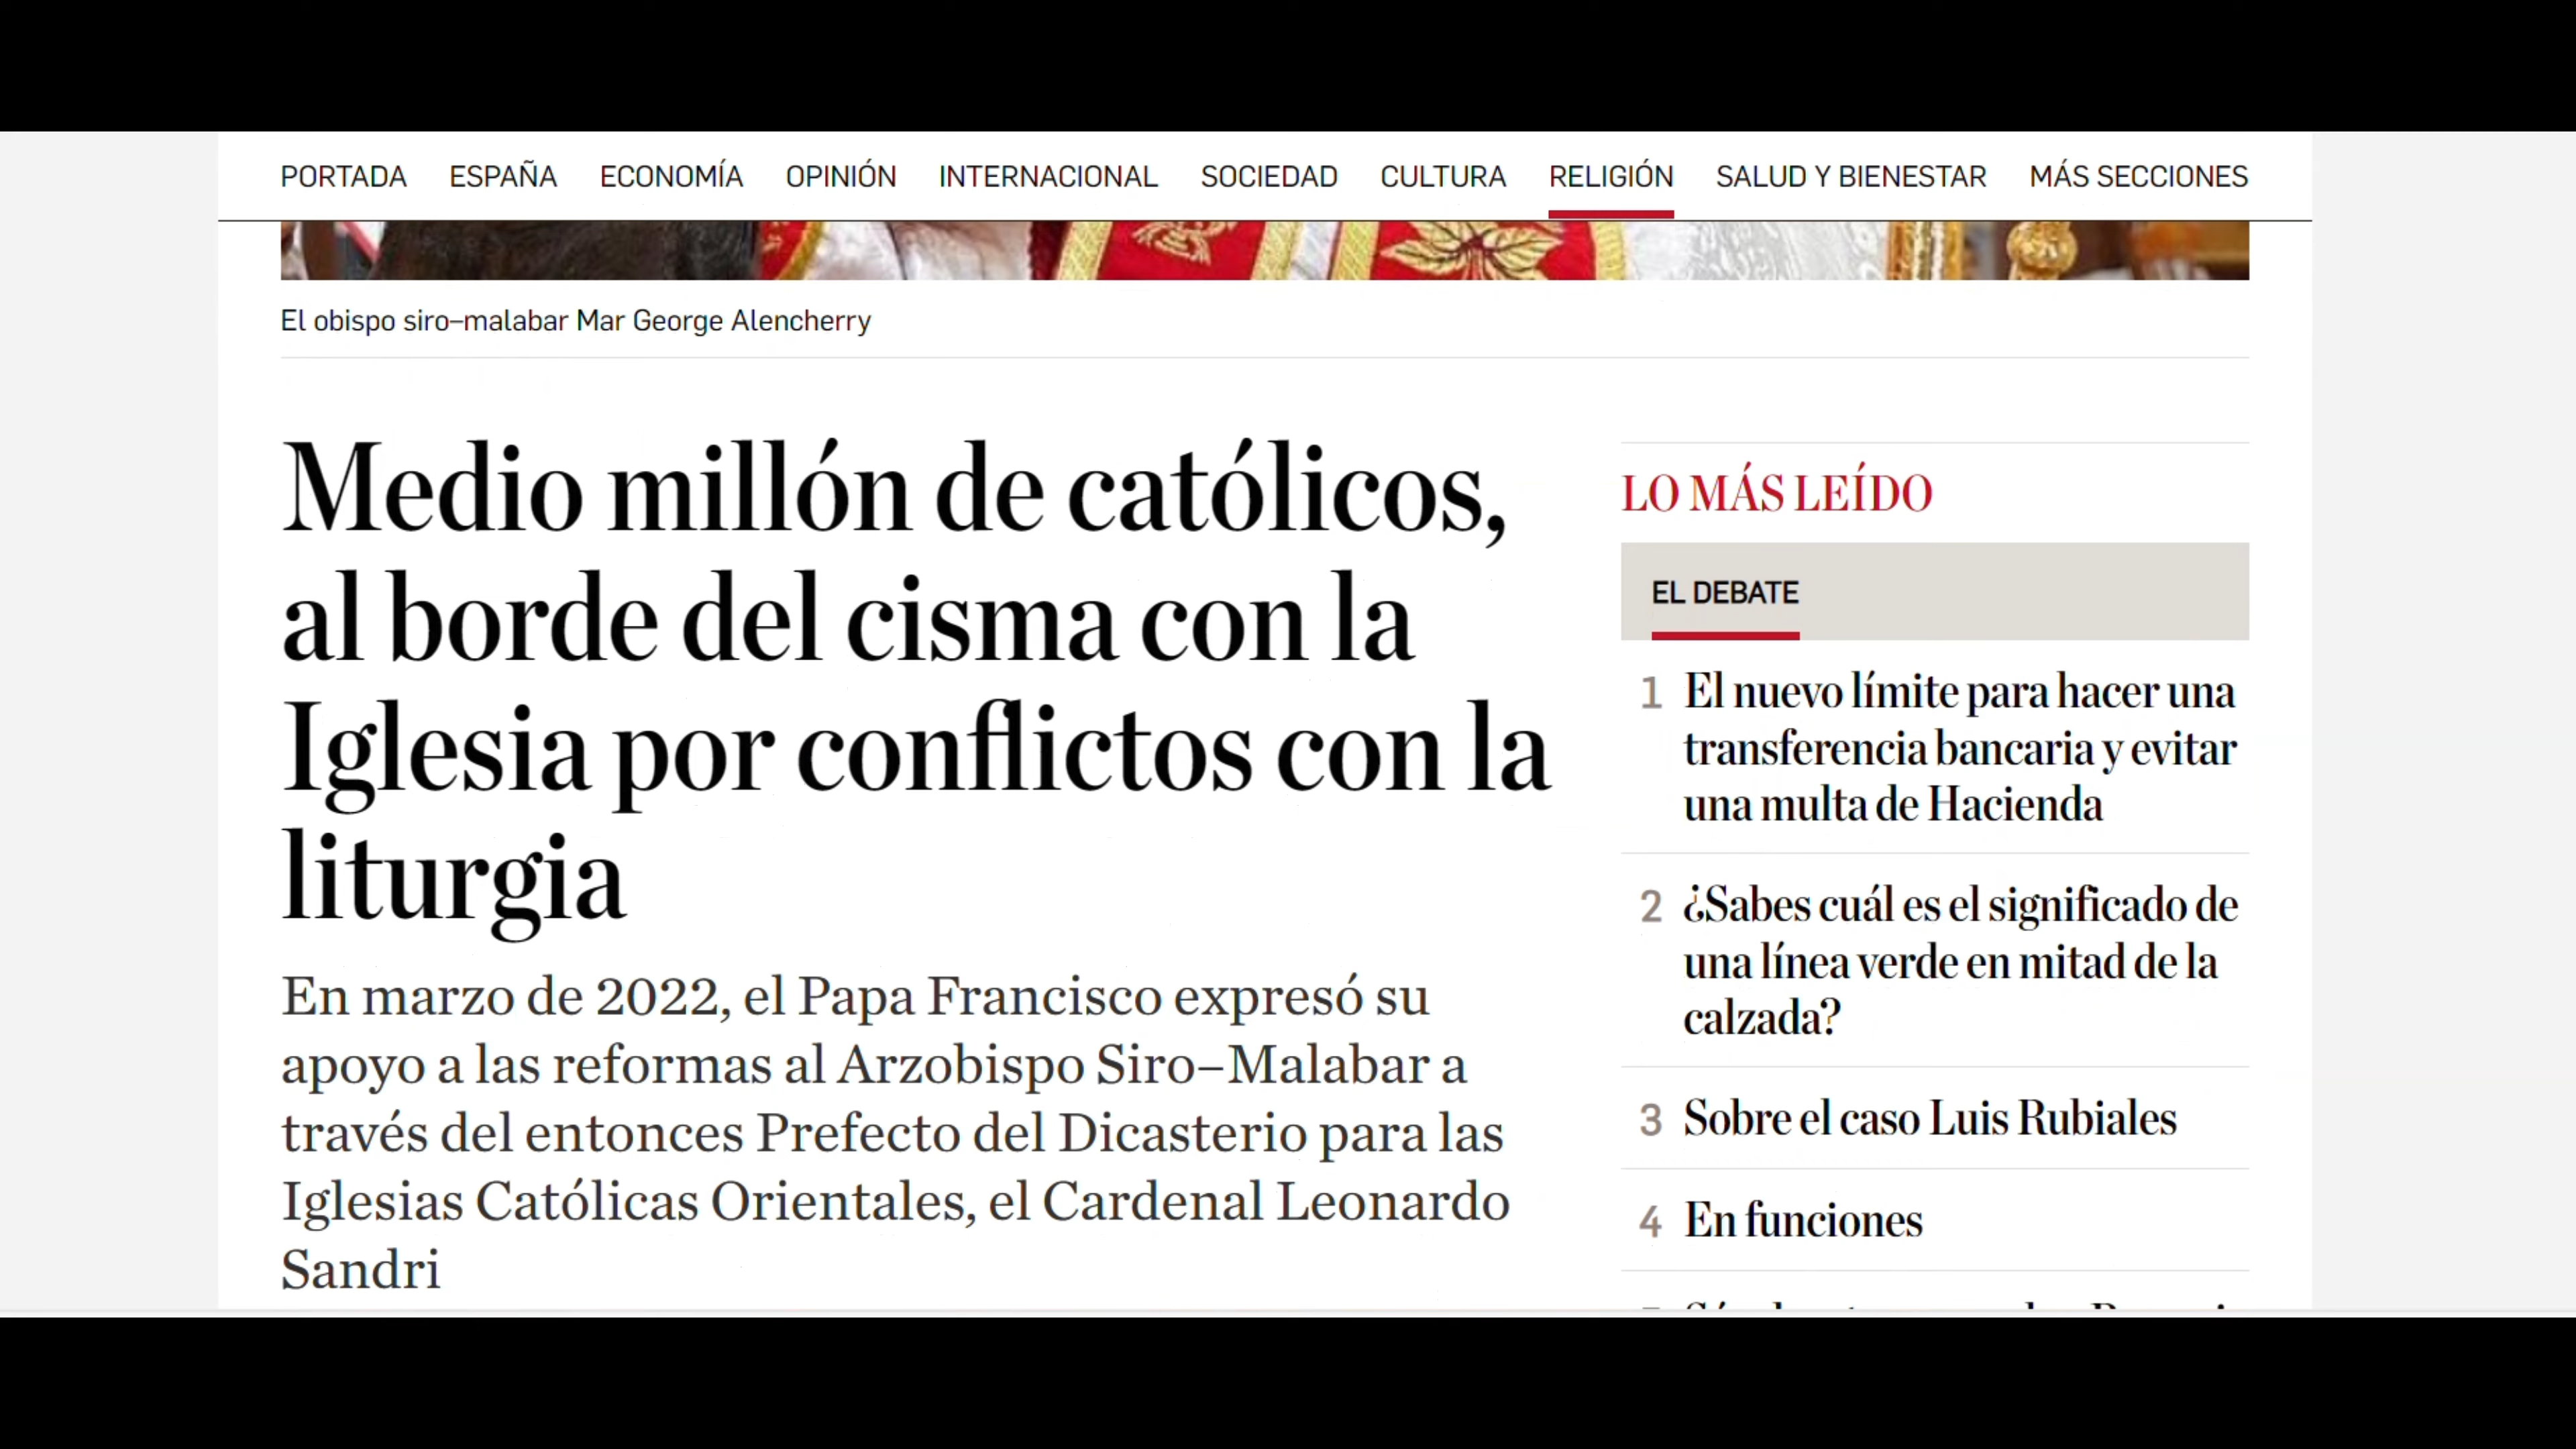 PORTADA ESPAÑA ECONOMÍA OPINIÓN INTERNACIONAL SOCIEDAD CULTURA RELIGIÓN SALUD Y BIENESTAR MÁS SECCIONES
El obispo siro–malabar Mar George Alencherry
Medio millón de católicos,
al borde del cisma con la
Iglesia por conflictos con la
liturgia
En marzo de 2022, el Papa Francisco expresó su
apoyo a las reformas al Arzobispo Siro–Malabar a
través del entonces Prefecto del Dicasterio para las
Iglesias Católicas Orientales, el Cardenal Leonardo
Sandri
LO MÁS LEÍDO
EL DEBATE
1 El nuevo límite para hacer una
transferencia bancaria y evitar
una multa de Hacienda
2 ¿Sabes cuál es el significado de
una línea verde en mitad de la
calzada?
3 Sobre el caso Luis Rubiales
4 En funciones